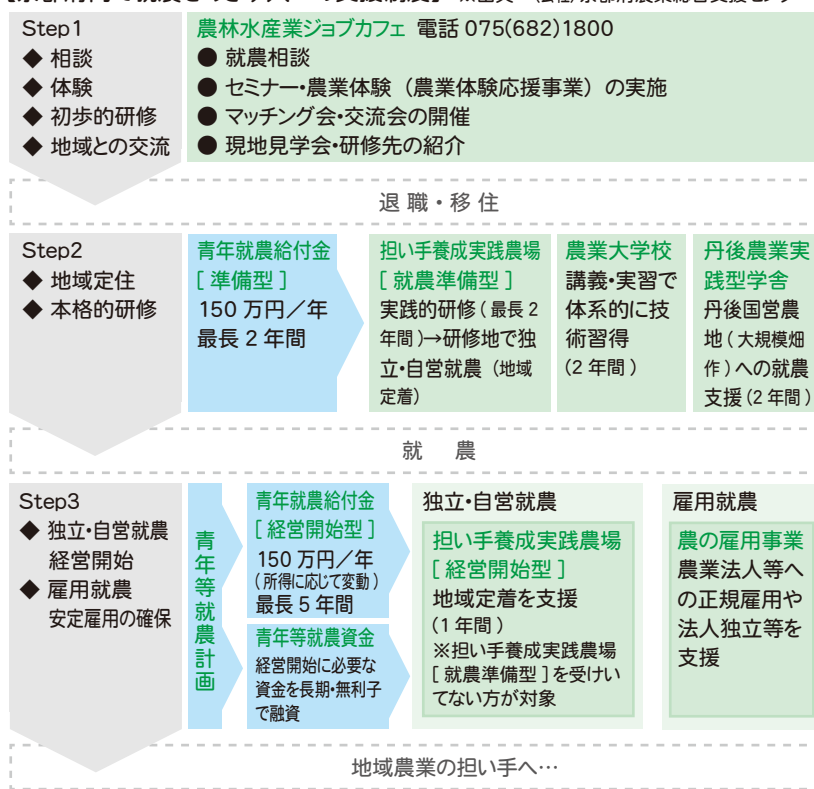 Step1
◆ 相談
◆ 体験
◆ 初歩的研修
◆ 地域との交流
農林水産業ジョブカフェ 電話 075(682)1800
● 就農相談
● セミナー・農業体験（農業体験応援事業）の実施
● マッチング会・交流会の開催
● 現地見学会・研修先の紹介
退 職・移 住
Step2
◆ 地域定住
◆ 本格的研修
青年就農給付金
[ 準備型 ]
150 万円／年
最長 2 年間
担い手養成実践農場
[ 就農準備型 ]
実践的研修 ( 最長 2
年間 )→研修地で独
立・自営就農 (地域
定着)
農業大学校
講義・実習で
体系的に技
術習得
(2 年間 )
丹後農業実
践型学舎
丹後国営農
地 ( 大規模畑
作 ) への就農
支援 (2 年間 )
就 農
Step3
◆ 独立・自営就農
経営開始
◆ 雇用就農
安定雇用の確保
青年等就農計画
青年就農給付金
[ 経営開始型 ]
150 万円／年
( 所得に応じて変動 )
最長 5 年間
青年等就農資金
経営開始に必要な
資金を長期・無利子
で融資
独立・自営就農
担い手養成実践農場
[ 経営開始型 ]
地域定着を支援
(1 年間 )
※担い手養成実践農場
[ 就農準備型 ] を受けい
てない方が対象
雇用就農
農の雇用事業
農業法人等へ
の正規雇用や
法人独立等を
支援
地域農業の担い手へ…